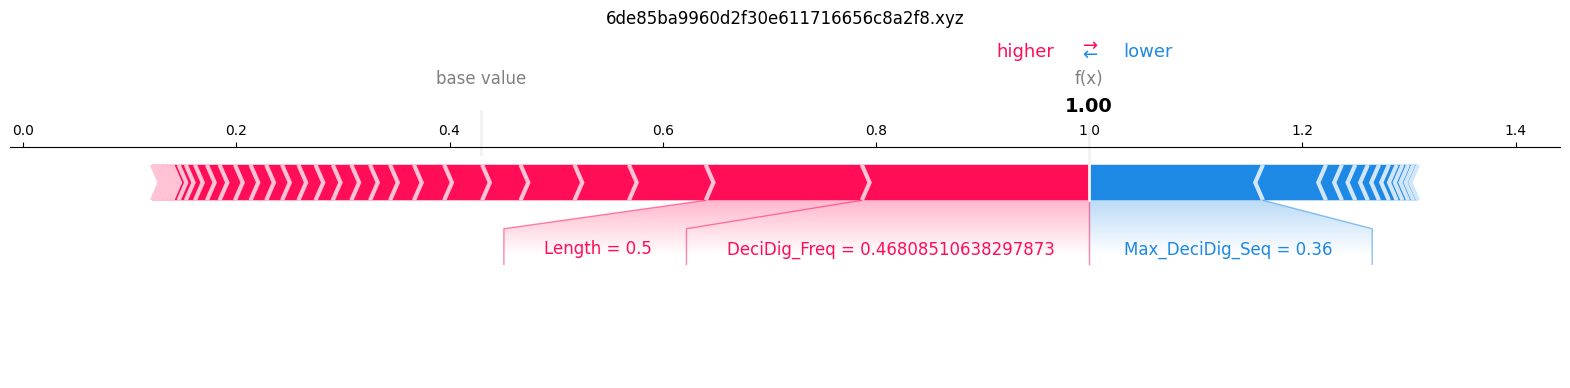 6de85ba9960d2f30e611716656c8a2f8.xyz
higher ⇄ lower
base value f(x)
1.00
0.0 0.2 0.4 0.6 0.8 1.0 1.2 1.4
Length = 0.5 DeciDig_Freq = 0.46808510638297873 Max_DeciDig_Seq = 0.36